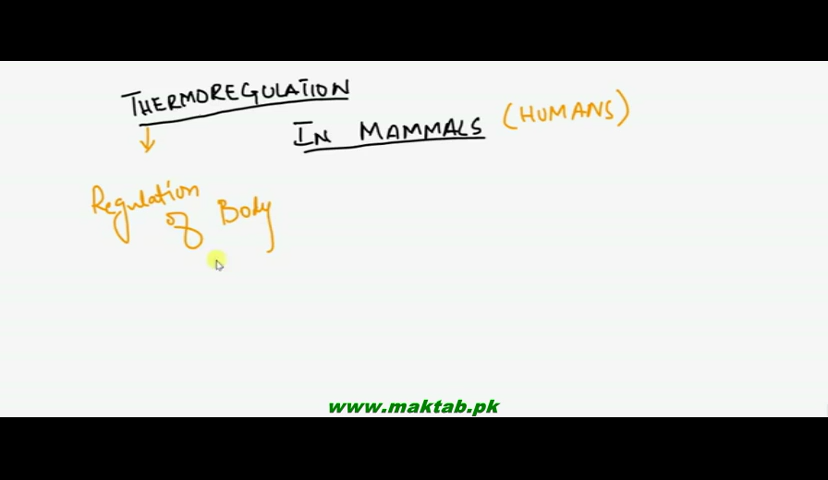 THERMOREGULATION
IN MAMMALS (HUMANS)
Regulation
of Body
www.maktab.pk